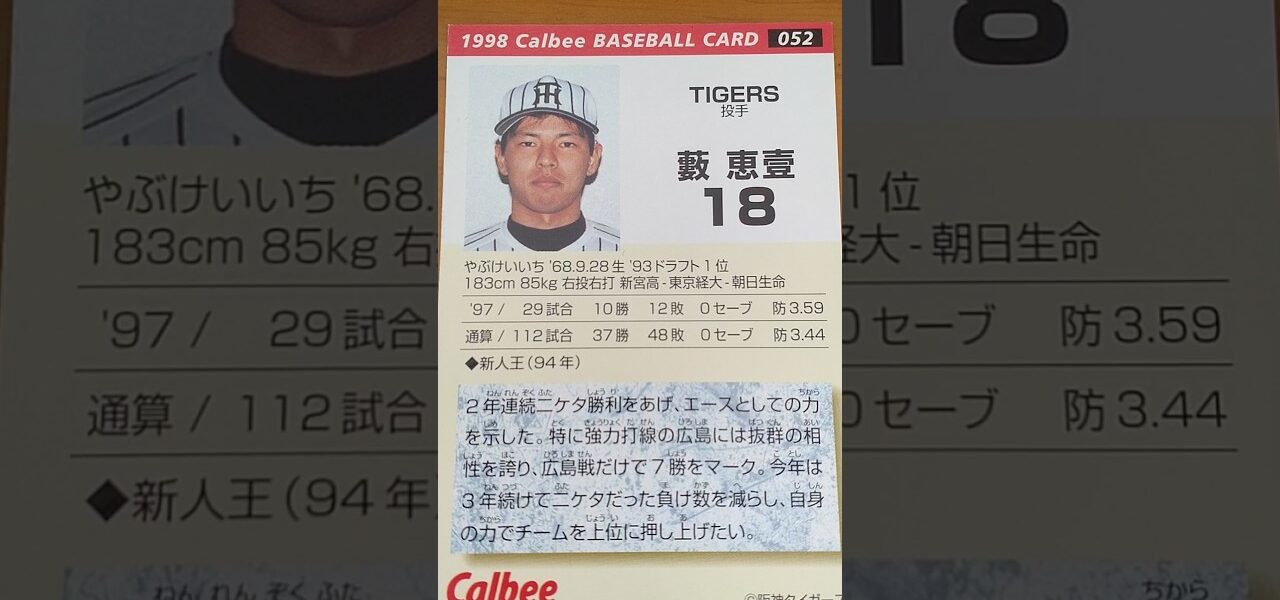 1998 Calbee BASEBALL CARD 052
TIGERS
投手
藪 恵壹
18
やぶけいいち '68.9.28生 '93ドラフト1位
183cm 85kg 右投右打 新宮高-東京経大-朝日生命
'97 / 29試合 10勝 12敗 0セーブ 防3.59
通算 / 112試合 37勝 48敗 0セーブ 防3.44
◆新人王(94年)
2年連続二ケタ勝利をあげ、エースとしての力
を示した。特に強力打線の広島には抜群の相
性を誇り、広島戦だけで7勝をマーク。今年は
3年続けて二ケタだった負け数を減らし、自身
の力でチームを上位に押し上げたい。
Calbee
©阪神タイガース